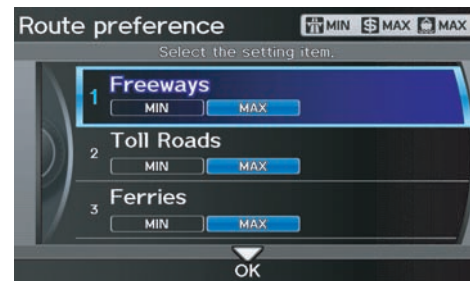 Route preference MIN $ MAX MAX
Select the setting item.
1 Freeways
MIN MAX
2 Toll Roads
MIN MAX
3 Ferries
MIN MAX
OK